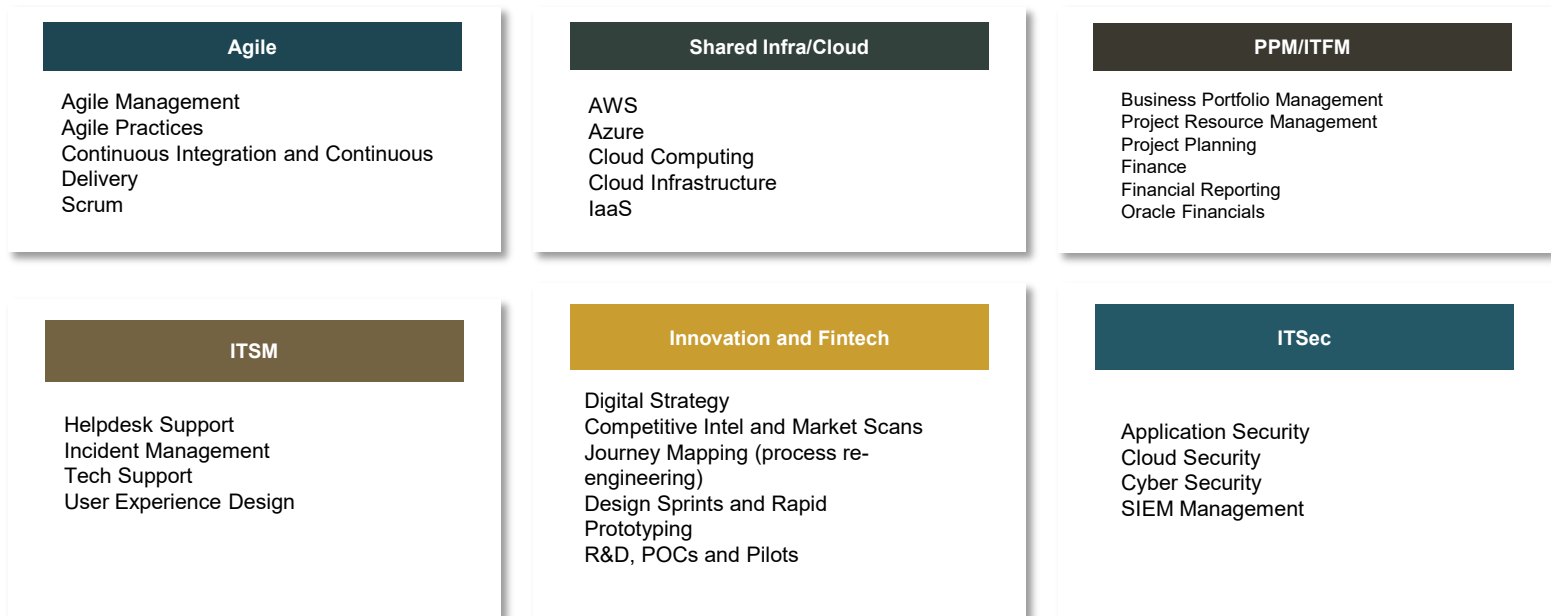 Agile
Agile Management
Agile Practices
Continuous Integration and Continuous
Delivery
Scrum
Shared Infra/Cloud
AWS
Azure
Cloud Computing
Cloud Infrastructure
IaaS
PPM/ITFM
Business Portfolio Management
Project Resource Management
Project Planning
Finance
Financial Reporting
Oracle Financials
ITSM
Helpdesk Support
Incident Management
Tech Support
User Experience Design
Innovation and Fintech
Digital Strategy
Competitive Intel and Market Scans
Journey Mapping (process re-
engineering)
Design Sprints and Rapid
Prototyping
R&D, POCs and Pilots
ITSec
Application Security
Cloud Security
Cyber Security
SIEM Management